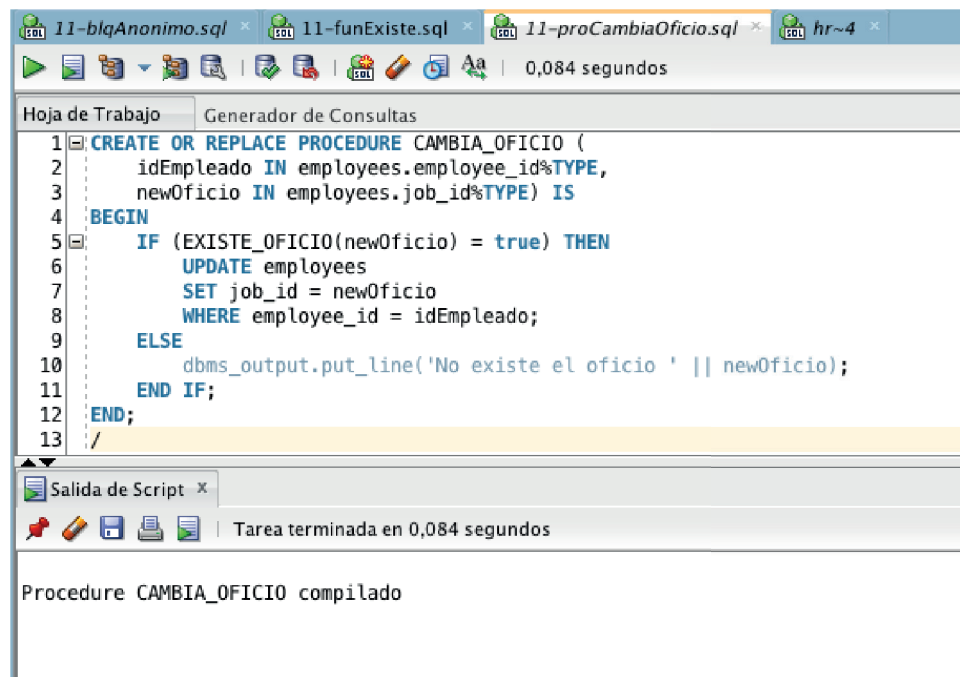 11-blqAnonimo.sql × 11-funExiste.sql × 11-proCambiaOficio.sql × hr~4 ×
0,084 segundos
Hoja de Trabajo Generador de Consultas
1 CREATE OR REPLACE PROCEDURE CAMBIA_OFICIO (
2 idEmpleado IN employees.employee_id%TYPE,
3 newOficio IN employees.job_id%TYPE) IS
4 BEGIN
5 IF (EXISTE_OFICIO(newOficio) = true) THEN
6 UPDATE employees
7 SET job_id = newOficio
8 WHERE employee_id = idEmpleado;
9 ELSE
10 dbms_output.put_line('No existe el oficio ' || newOficio);
11 END IF;
12 END;
13 /
Salida de Script x
Tarea terminada en 0,084 segundos
Procedure CAMBIA_OFICIO compilado